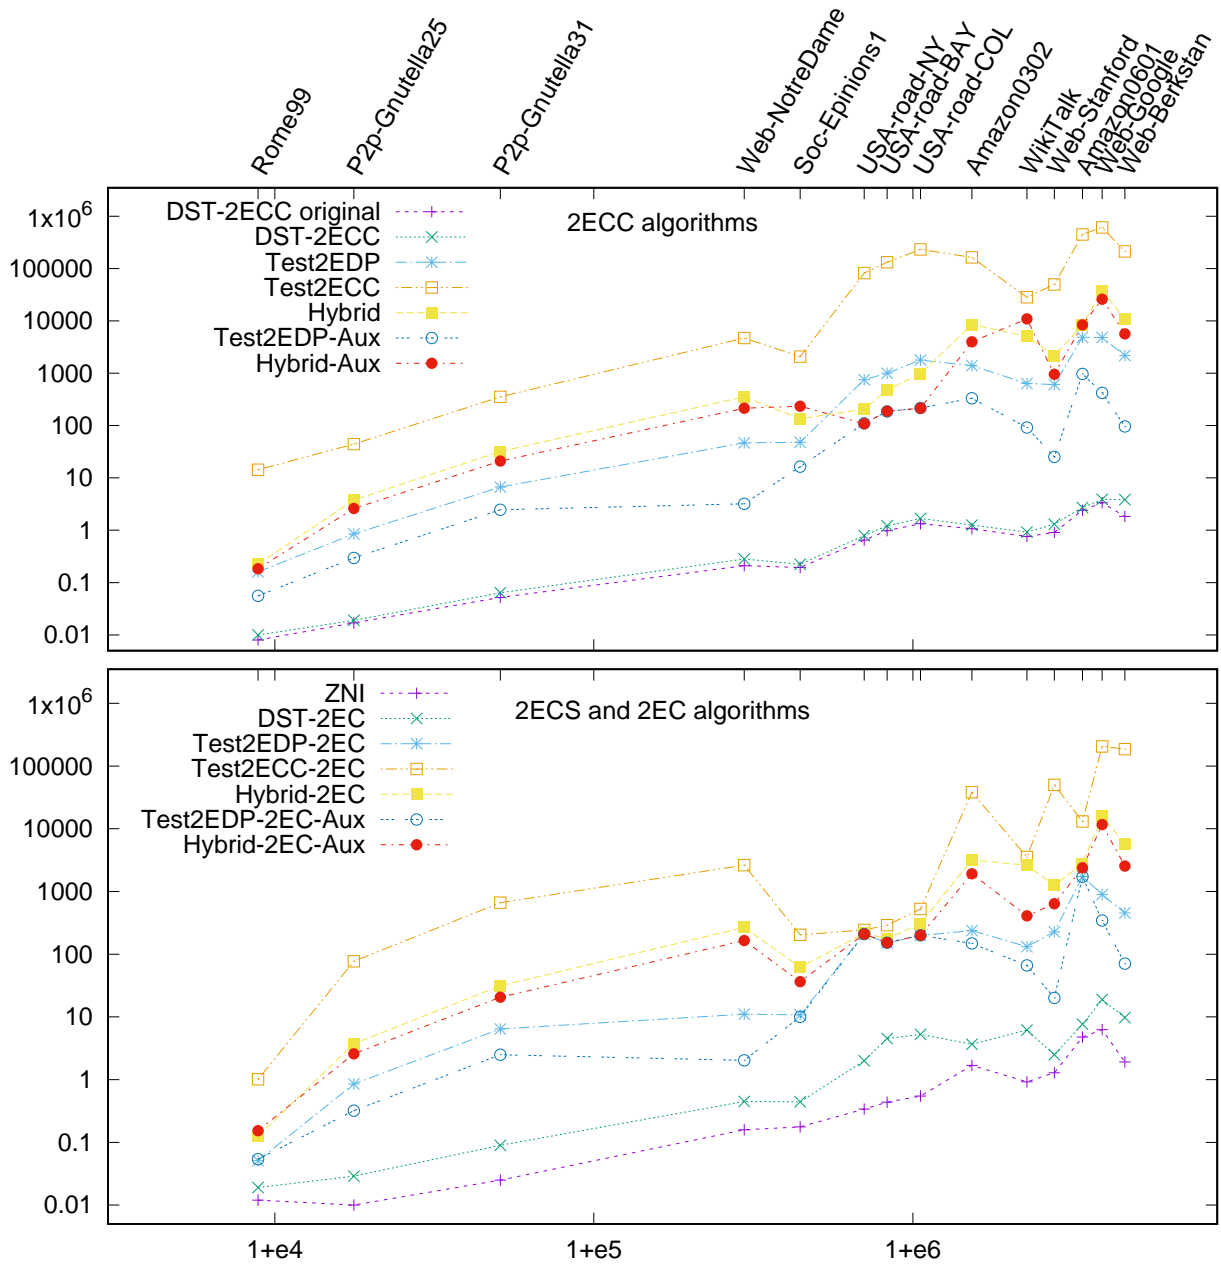 Rome99
P2p-Gnutella25
P2p-Gnutella31
Web-NotreDame
Soc-Epinions1
USA-road-NY
USA-road-BAY
USA-road-COL
Amazon0302
WikiTalk
Web-Stanford
Amazon0601
Web-Google
Web-Berkstan
2ECC algorithms
DST-2ECC original
DST-2ECC
Test2EDP
Test2ECC
Hybrid
Test2EDP-Aux
Hybrid-Aux
1x10^6
100000
10000
1000
100
10
1
0.1
0.01
2ECS and 2EC algorithms
ZNI
DST-2EC
Test2EDP-2EC
Test2ECC-2EC
Hybrid-2EC
Test2EDP-2EC-Aux
Hybrid-2EC-Aux
1x10^6
100000
10000
1000
100
10
1
0.1
0.01
1+e4 1+e5 1+e6